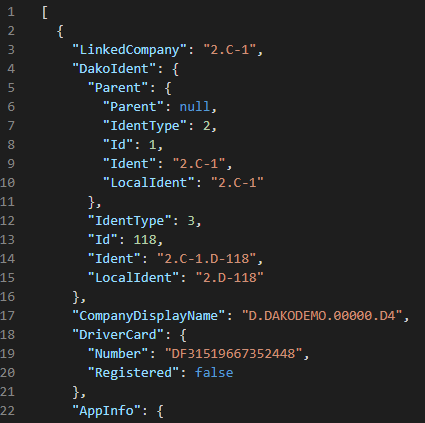 1 [
2 {
3 "LinkedCompany": "2.C-1",
4 "DakoIdent": {
5 "Parent": {
6 "Parent": null,
7 "IdentType": 2,
8 "Id": 1,
9 "Ident": "2.C-1",
10 "LocalIdent": "2.C-1"
11 },
12 "IdentType": 3,
13 "Id": 118,
14 "Ident": "2.C-1.D-118",
15 "LocalIdent": "2.D-118"
16 },
17 "CompanyDisplayName": "D.DAKODEMO.00000.D4",
18 "DriverCard": {
19 "Number": "DF31519667352448",
20 "Registered": false
21 },
22 "AppInfo": {